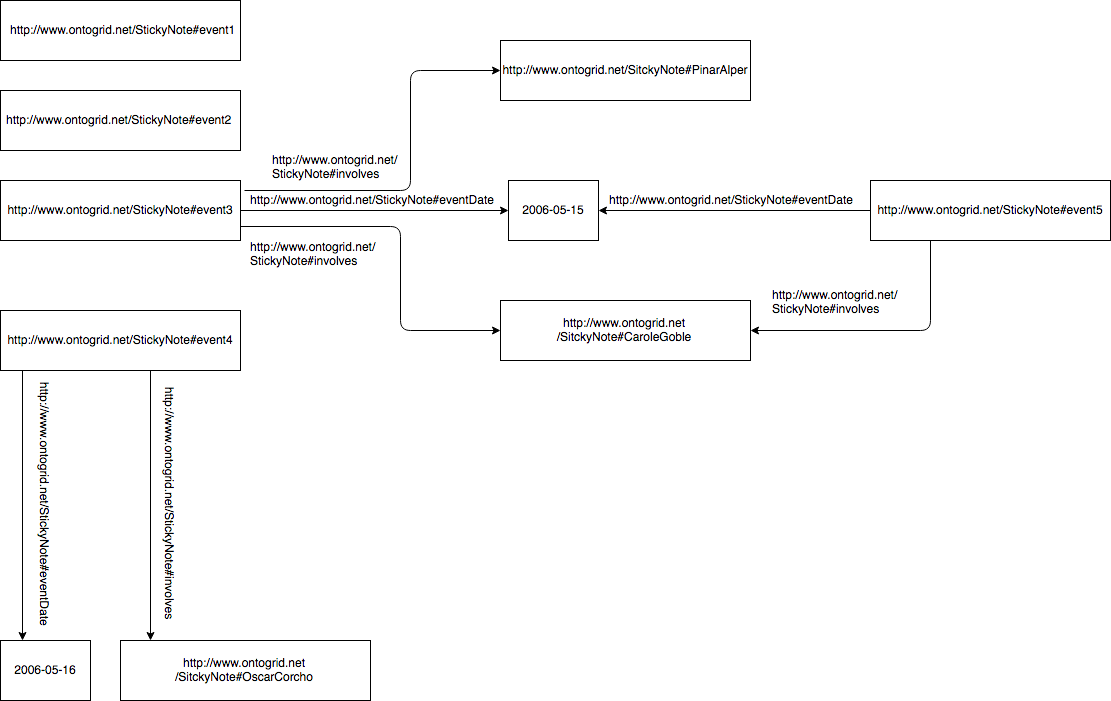 http://www.ontogrid.net/StickyNote#event1
http://www.ontogrid.net/SitckyNote#PinarAlper
http://www.ontogrid.net/StickyNote#event2
http://www.ontogrid.net/
StickyNote#involves
http://www.ontogrid.net/StickyNote#event3
http://www.ontogrid.net/StickyNote#eventDate
2006-05-15
http://www.ontogrid.net/StickyNote#eventDate
http://www.ontogrid.net/StickyNote#event5
http://www.ontogrid.net/
StickyNote#involves
http://www.ontogrid.net/
StickyNote#involves
http://www.ontogrid.net
/SitckyNote#CaroleGoble
http://www.ontogrid.net/StickyNote#event4
http://www.ontogrid.net/StickyNote#eventDate
http://www.ontogrid.net/StickyNote#involves
2006-05-16
http://www.ontogrid.net
/SitckyNote#OscarCorcho